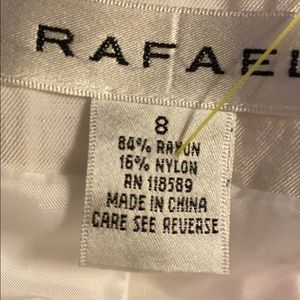 RAFAEL
8
84% RAYON
16% NYLON
RN 118589
MADE IN CHINA
CARE SEE REVERSE